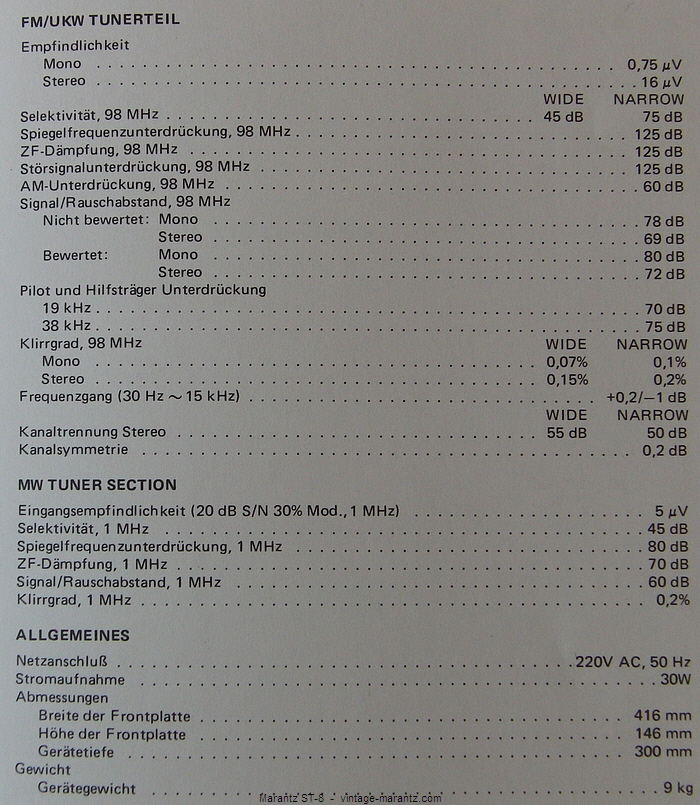 FM/UKW TUNERTEIL
Empfindlichkeit
Mono . . . . . . . . . . . . . . . . . . . . 0,75 µV
Stereo . . . . . . . . . . . . . . . . . . . . 16 µV
WIDE NARROW
Selektivität, 98 MHz . . . . . . . . . . . . . . . . . . . . 45 dB 75 dB
Spiegelfrequenzunterdrückung, 98 MHz . . . . . . . . . . . . . . . . . . . . 125 dB
ZF-Dämpfung, 98 MHz . . . . . . . . . . . . . . . . . . . . 125 dB
Störsignalunterdrückung, 98 MHz . . . . . . . . . . . . . . . . . . . . 125 dB
AM-Unterdrückung, 98 MHz . . . . . . . . . . . . . . . . . . . . 60 dB
Signal/Rauschabstand, 98 MHz
Nicht bewertet: Mono . . . . . . . . . . . . . . . . . . . . 78 dB
Stereo . . . . . . . . . . . . . . . . . . . . 69 dB
Bewertet: Mono . . . . . . . . . . . . . . . . . . . . 80 dB
Stereo . . . . . . . . . . . . . . . . . . . . 72 dB
Pilot und Hilfsträger Unterdrückung
19 kHz . . . . . . . . . . . . . . . . . . . . 70 dB
38 kHz . . . . . . . . . . . . . . . . . . . . 75 dB
Klirrgrad, 98 MHz WIDE NARROW
Mono . . . . . . . . . . . . . . . . . . . . 0,07% 0,1%
Stereo . . . . . . . . . . . . . . . . . . . . 0,15% 0,2%
Frequenzgang (30 Hz ~ 15 kHz) . . . . . . . . . . . . . . . . . . . . +0,2/−1 dB
WIDE NARROW
Kanaltrennung Stereo . . . . . . . . . . . . . . . . . . . . 55 dB 50 dB
Kanalsymmetrie . . . . . . . . . . . . . . . . . . . . 0,2 dB
MW TUNER SECTION
Eingangsempfindlichkeit (20 dB S/N 30% Mod., 1 MHz) . . . . . . . . . . . . . . . 5 µV
Selektivität, 1 MHz . . . . . . . . . . . . . . . . . . . . 45 dB
Spiegelfrequenzunterdrückung, 1 MHz . . . . . . . . . . . . . . . . . . . . 80 dB
ZF-Dämpfung, 1 MHz . . . . . . . . . . . . . . . . . . . . 70 dB
Signal/Rauschabstand, 1 MHz . . . . . . . . . . . . . . . . . . . . 60 dB
Klirrgrad, 1 MHz . . . . . . . . . . . . . . . . . . . . 0,2%
ALLGEMEINES
Netzanschluß . . . . . . . . . . . . . . . . . . . . 220V AC, 50 Hz
Stromaufnahme . . . . . . . . . . . . . . . . . . . . 30W
Abmessungen
Breite der Frontplatte . . . . . . . . . . . . . . . . . . . . 416 mm
Höhe der Frontplatte . . . . . . . . . . . . . . . . . . . . 146 mm
Gerätetiefe . . . . . . . . . . . . . . . . . . . . 300 mm
Gewicht
Gerätegewicht . . . . . . . . . . . . . . . . . . . . 9 kg
Marantz ST-8 - vintage-marantz.com